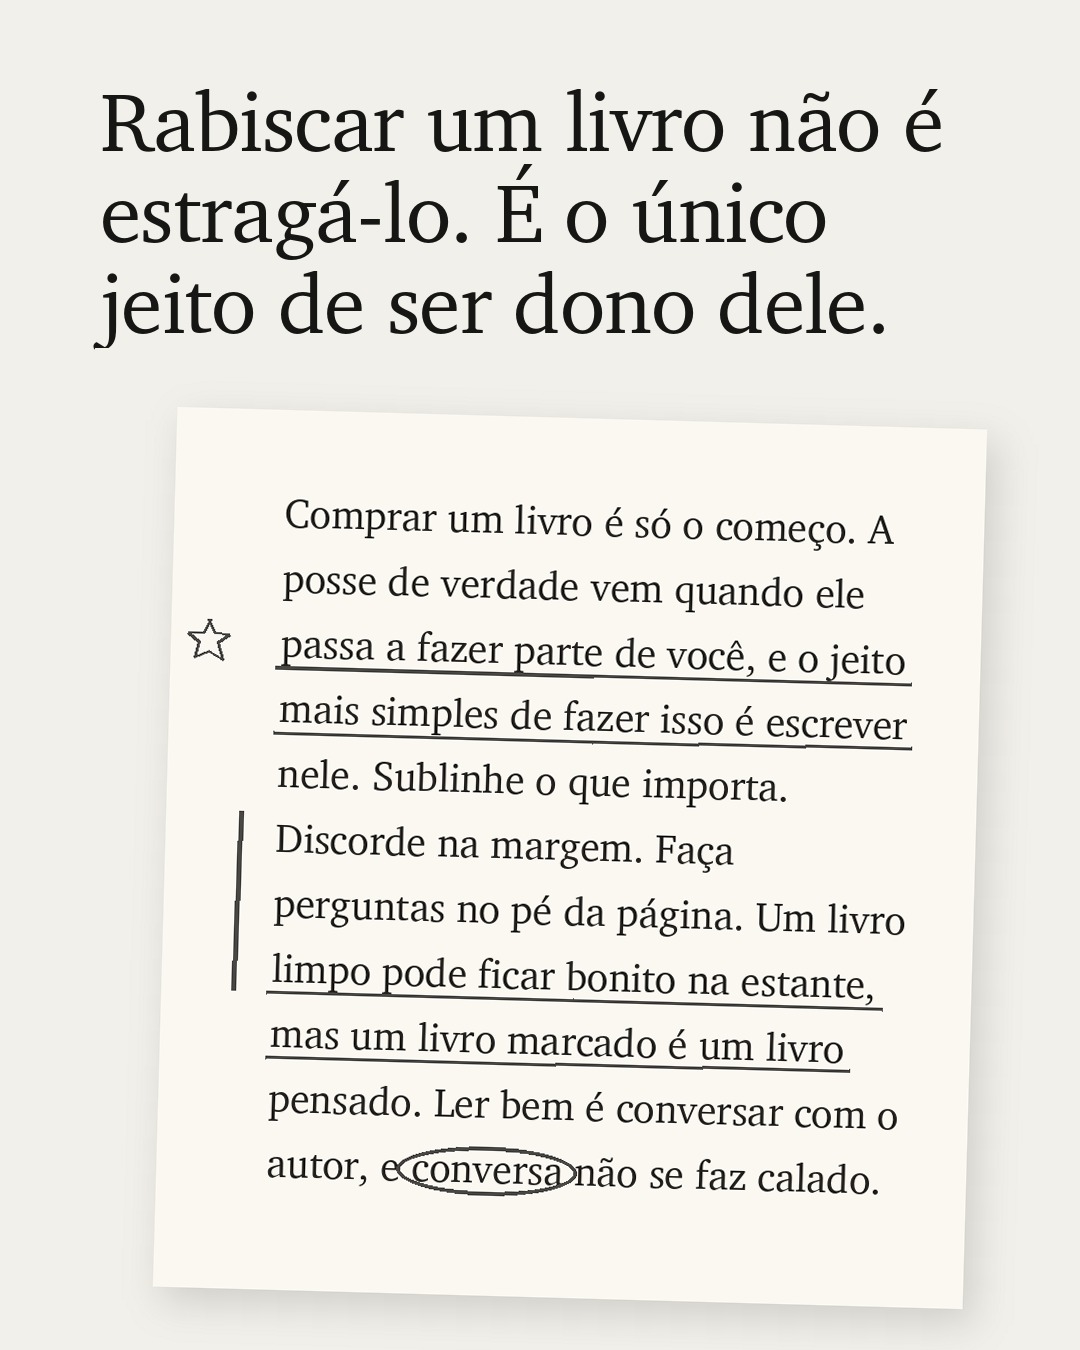 Rabiscar um livro não é
estragá-lo. É o único
jeito de ser dono dele.
Comprar um livro é só o começo. A
posse de verdade vem quando ele
passa a fazer parte de você, e o jeito
mais simples de fazer isso é escrever
nele. Sublinhe o que importa.
Discorde na margem. Faça
perguntas no pé da página. Um livro
limpo pode ficar bonito na estante,
mas um livro marcado é um livro
pensado. Ler bem é conversar com o
autor, e conversa não se faz calado.